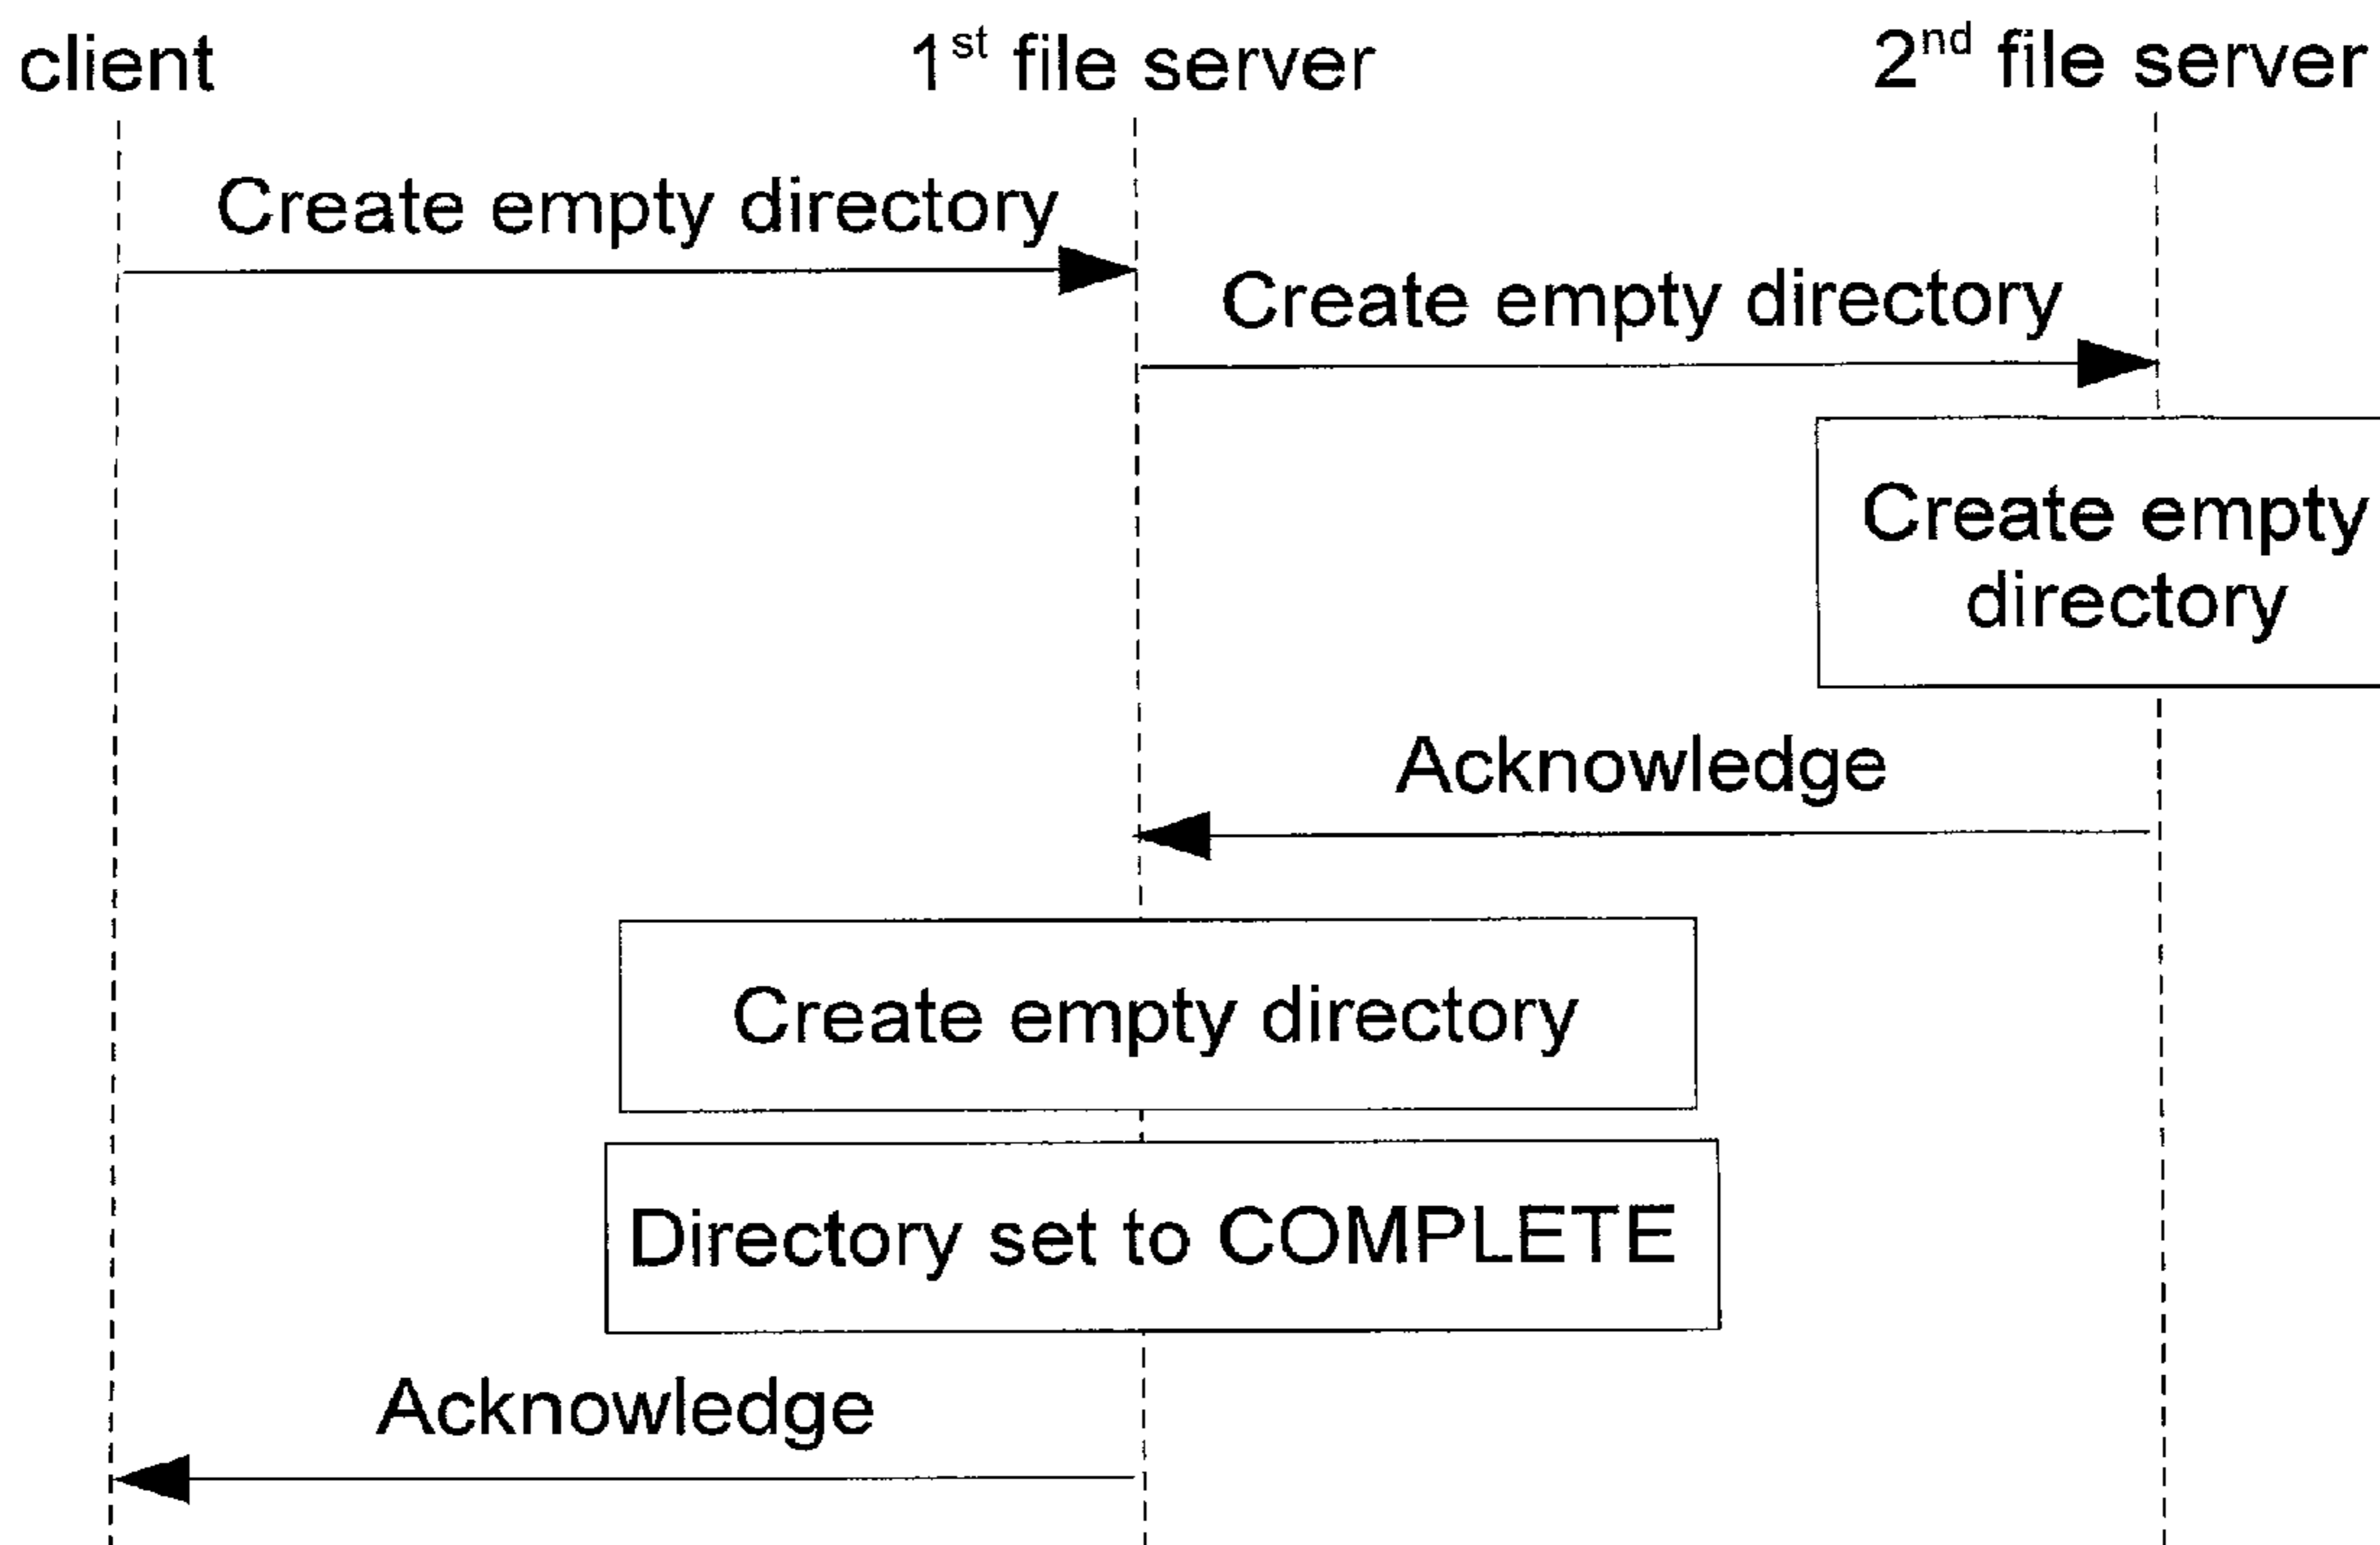 client
1st file server
2nd file server
Create empty directory
Create empty directory
Create empty
directory
Acknowledge
Create empty directory
Directory set to COMPLETE
Acknowledge